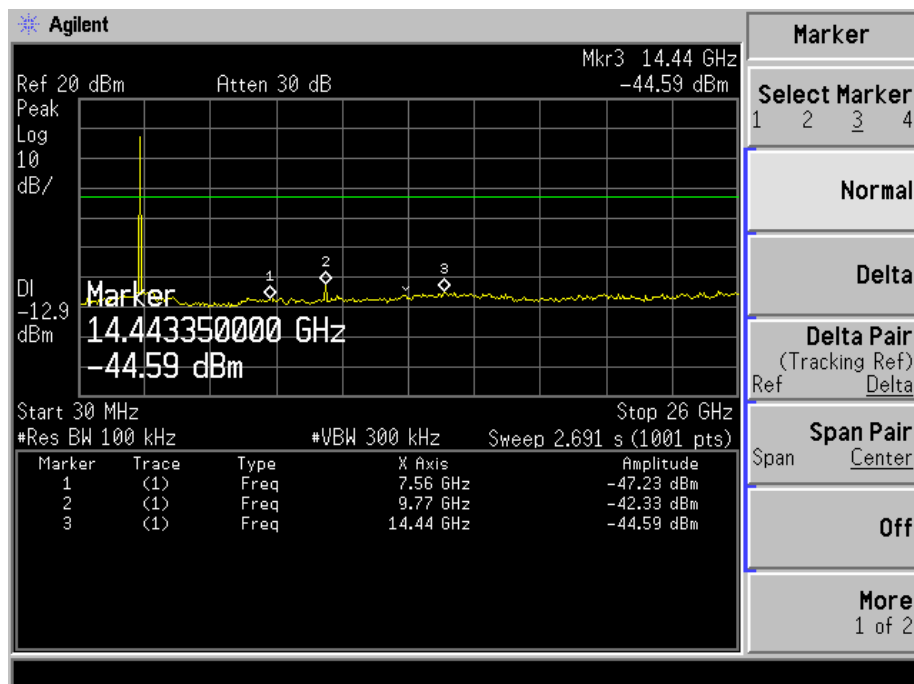 Agilent
Marker
Mkr3 14.44 GHz
Ref 20 dBm Atten 30 dB -44.59 dBm
Peak
Log
10
dB/
1
2
3
DI
-12.9
dBm
Marker
14.443350000 GHz
-44.59 dBm
Start 30 MHz Stop 26 GHz
#Res BW 100 kHz #VBW 300 kHz Sweep 2.691 s (1001 pts)
Marker Trace Type X Axis Amplitude
1 (1) Freq 7.56 GHz -47.23 dBm
2 (1) Freq 9.77 GHz -42.33 dBm
3 (1) Freq 14.44 GHz -44.59 dBm
Select Marker
1 2 3 4
Normal
Delta
Delta Pair
(Tracking Ref)
Ref Delta
Span Pair
Span Center
Off
More
1 of 2